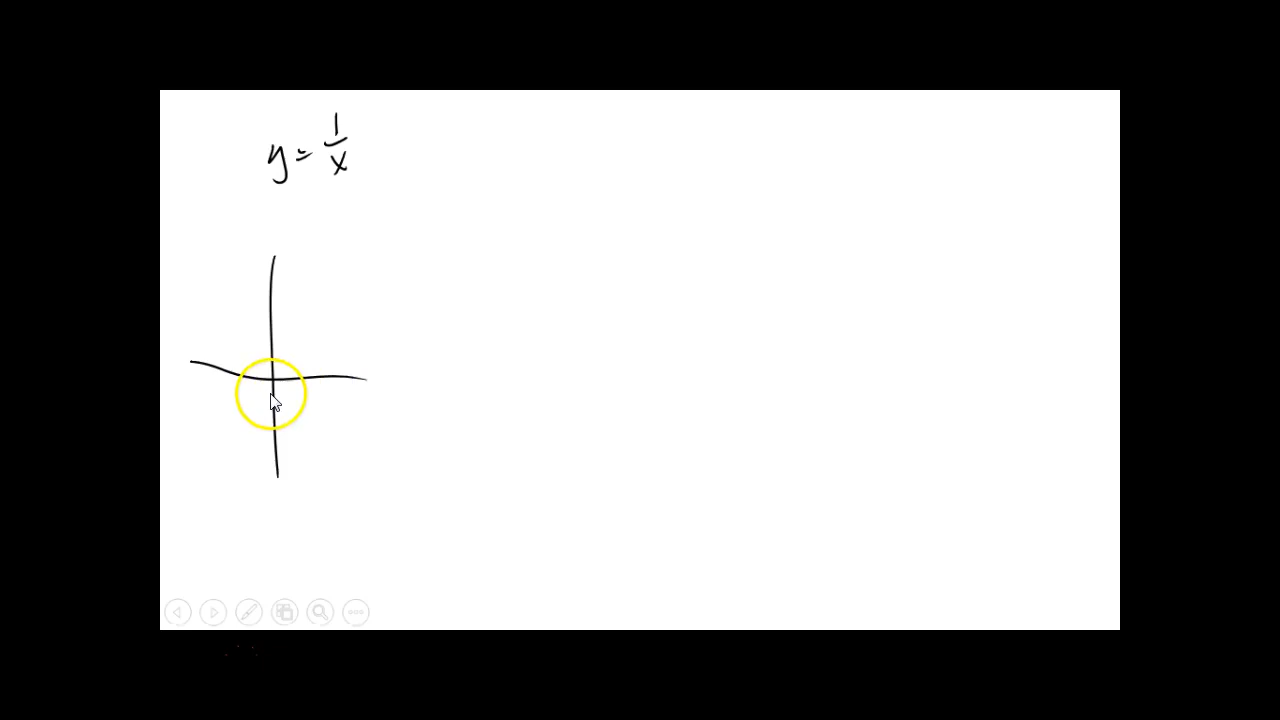 y = 1/x